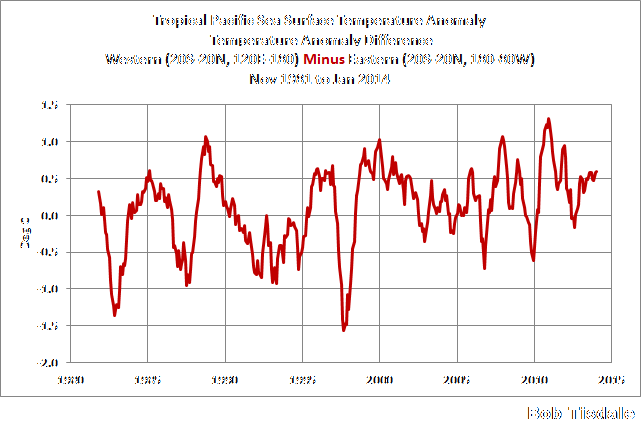 Tropical Pacific Sea Surface Temperature Anomaly
Temperature Anomaly Difference
Western (20S-20N, 120E-180) Minus Eastern (20S-20N, 180-80W)
Nov 1981 to Jan 2014
1.5
1.0
0.5
0.0
-0.5
-1.0
-1.5
-2.0
Deg C
1980 1985 1990 1995 2000 2005 2010 2015
Bob Tisdale